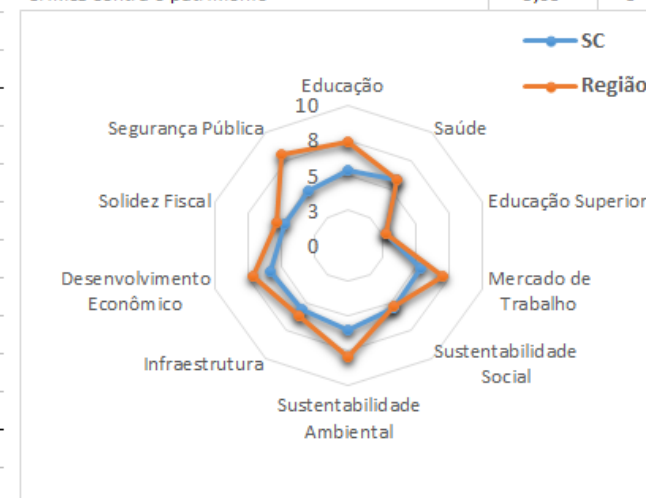 SC
Região
Educação
10
8
5
3
0
Saúde
Educação Superior
Mercado de
Trabalho
Sustentabilidade
Social
Sustentabilidade
Ambiental
Infraestrutura
Desenvolvimento
Econômico
Solidez Fiscal
Segurança Pública